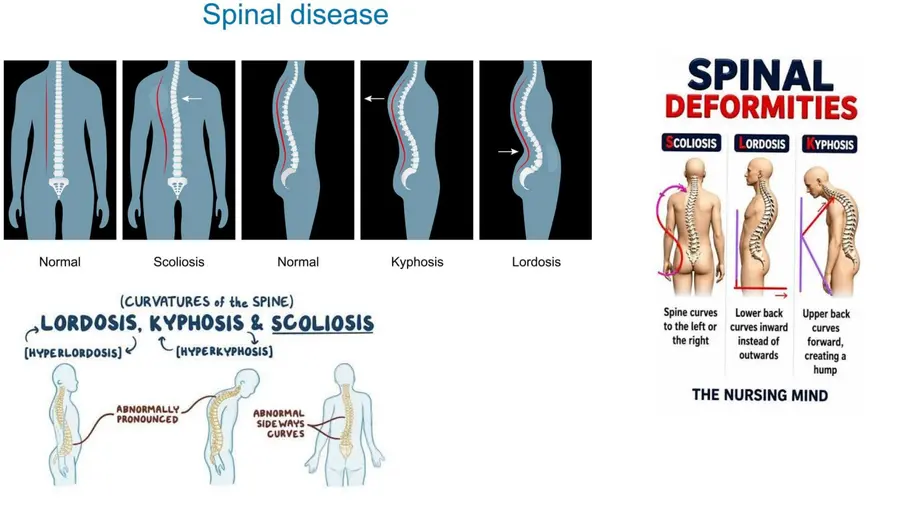 Spinal disease
Normal
Scoliosis
Normal
Kyphosis
Lordosis
(CURVATURES of the SPINE)
LORDOSIS, KYPHOSIS & SCOLIOSIS
[HYPERLORDOSIS]
[HYPERKYPHOSIS]
ABNORMALLY
PRONOUNCED
ABNORMAL
SIDEWAYS
CURVES
SPINAL
DEFORMITIES
SCOLIOSIS
LORDOSIS
KYPHOSIS
Spine curves
to the left or
the right
Lower back
curves inward
instead of
outwards
Upper back
curves
forward,
creating a
hump
THE NURSING MIND